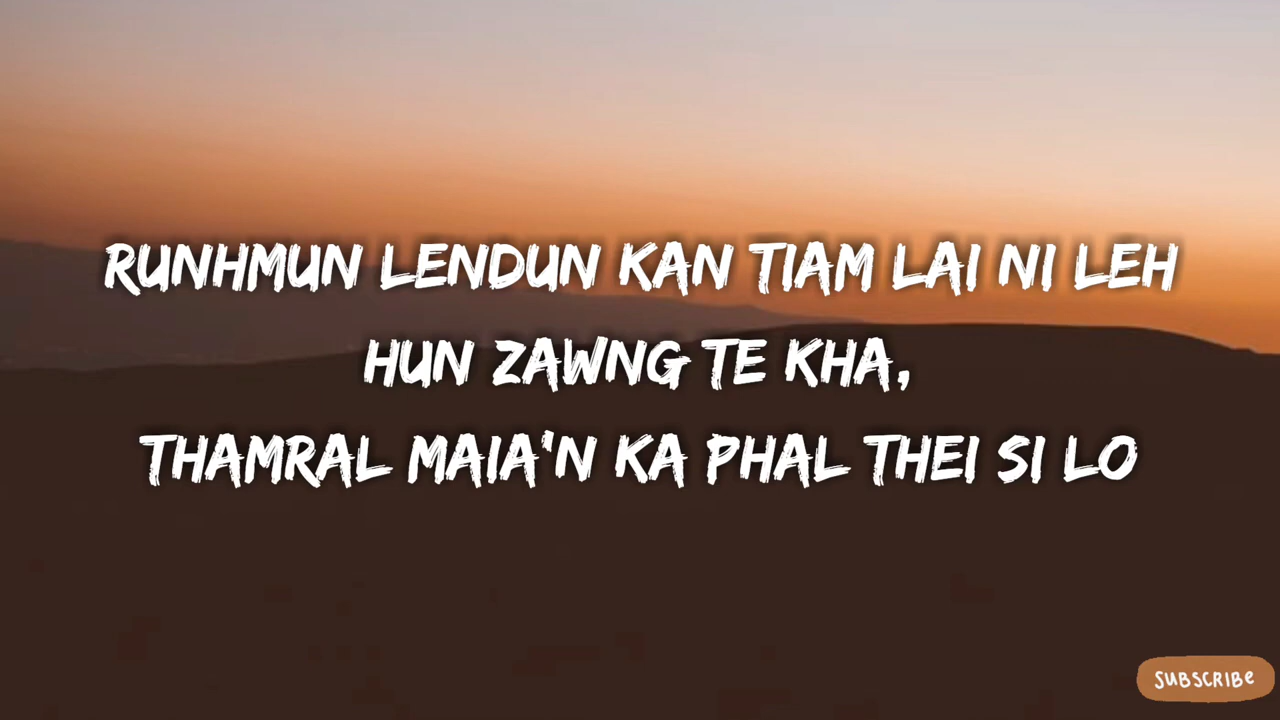 RUNHMUN LENDUN KAN TIAM LAI NI LEH
HUN ZAWNG TE KHA,
THAMRAL MAIA'N KA PHAL THEI SI LO
SUBSCRIBE